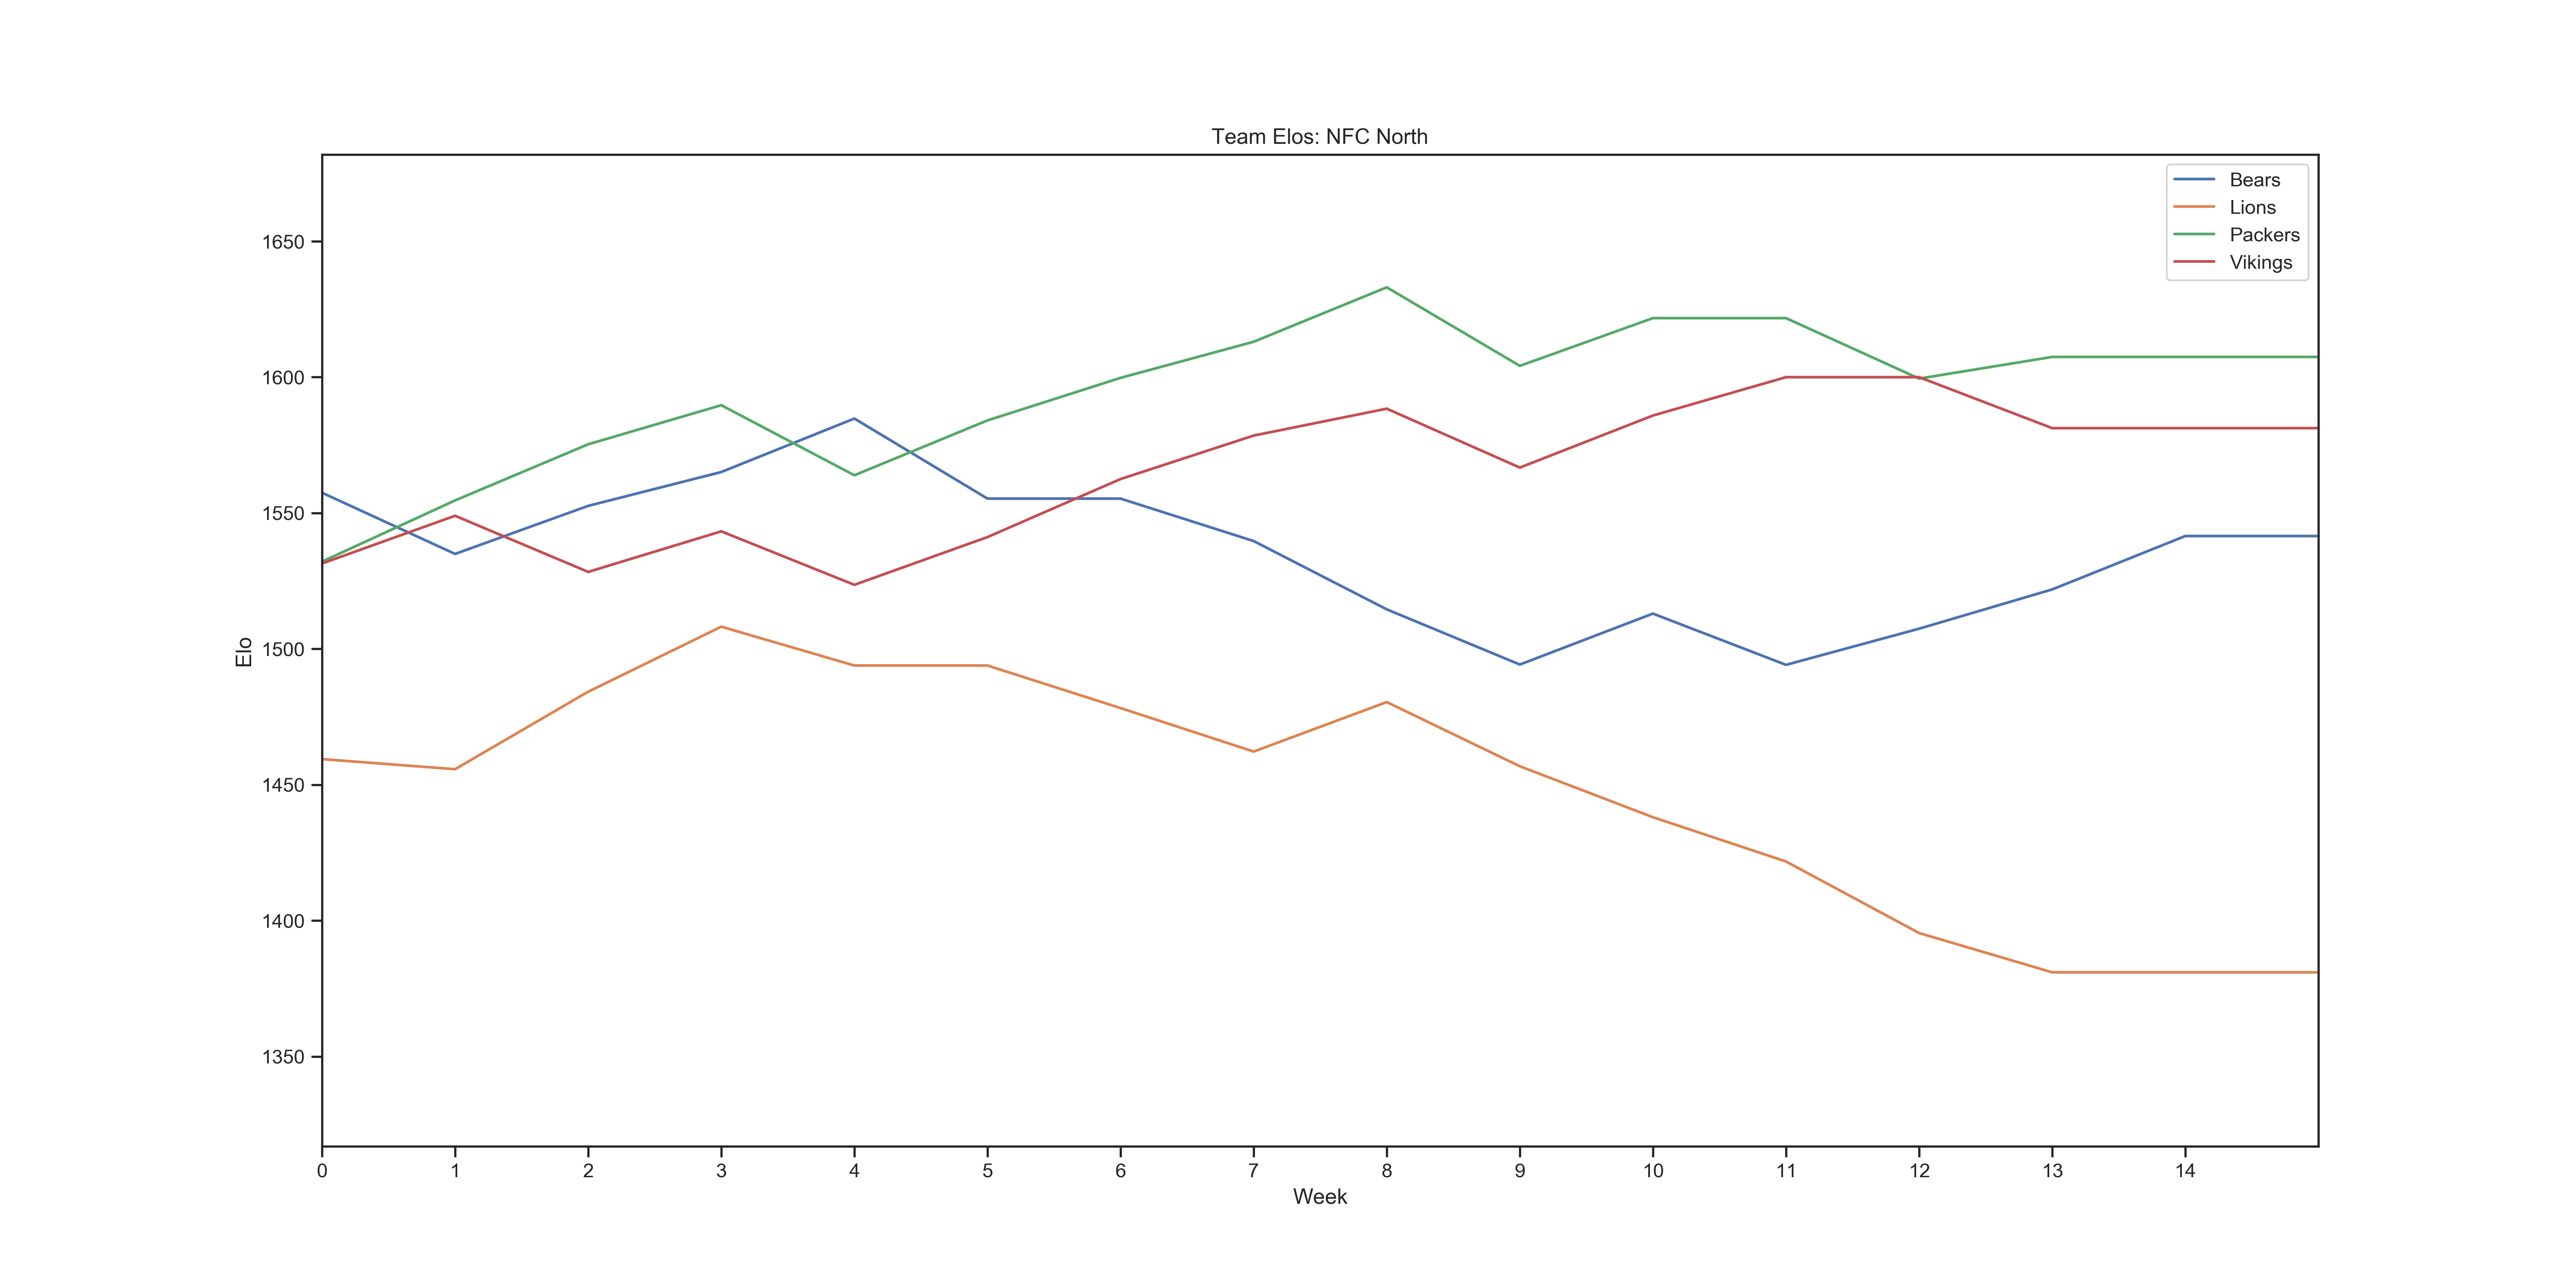 Team Elos: NFC North
Bears
Lions
Packers
Vikings
1650
1600
1550
1500
1450
1400
1350
Elo
0 1 2 3 4 5 6 7 8 9 10 11 12 13 14
Week